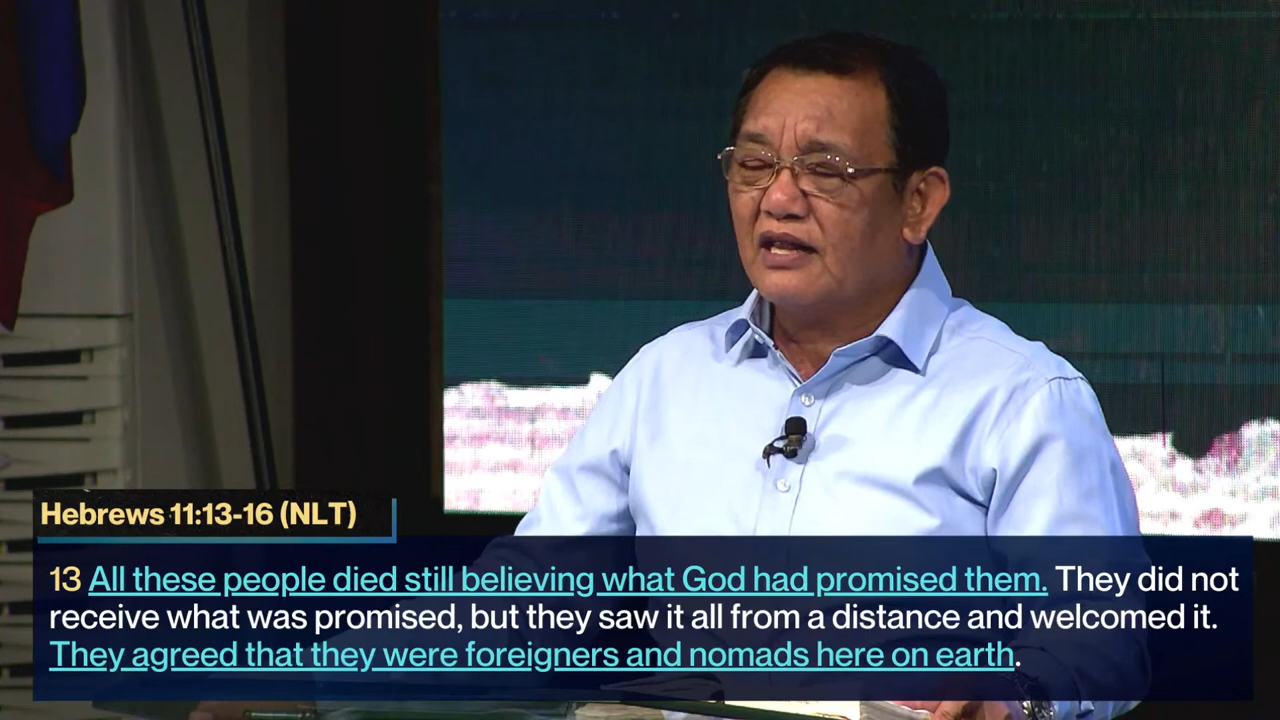 Hebrews 11:13-16 (NLT)
13 All these people died still believing what God had promised them. They did not
receive what was promised, but they saw it all from a distance and welcomed it.
They agreed that they were foreigners and nomads here on earth.